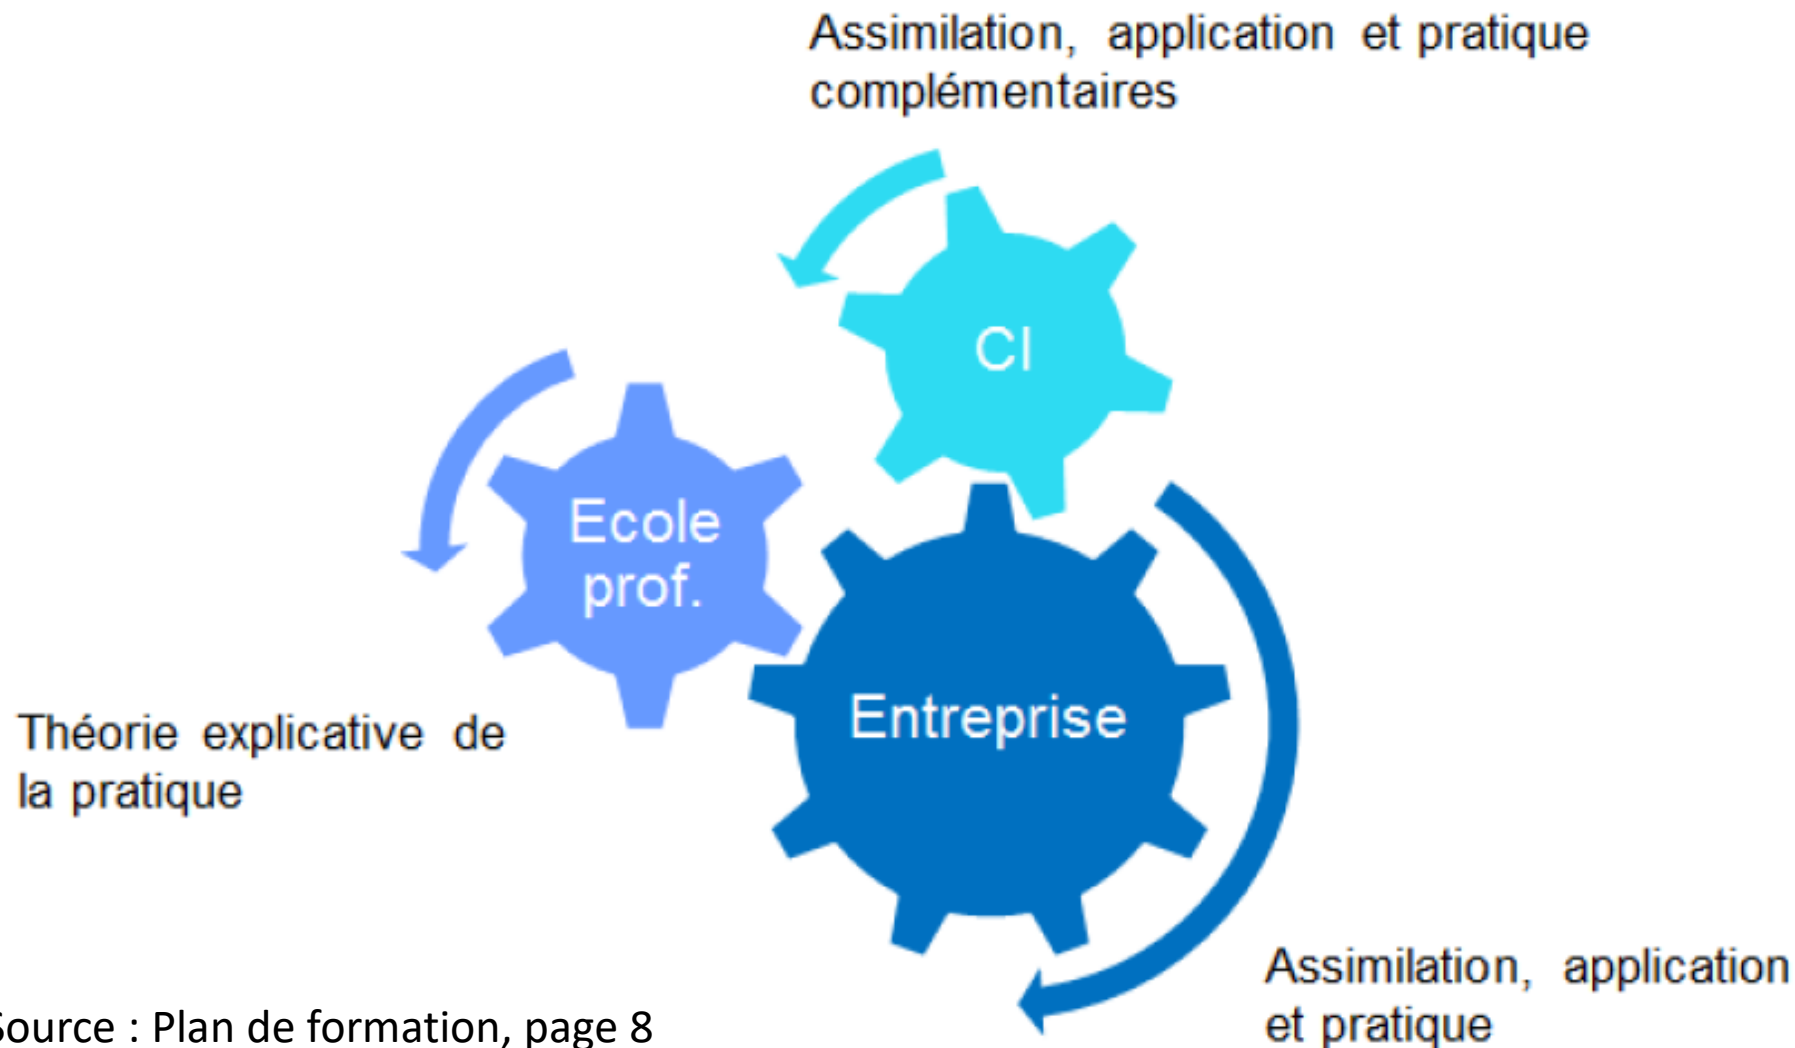 Assimilation, application et pratique
complémentaires
CI
Ecole
prof.
Théorie explicative de
la pratique
Entreprise
Assimilation, application
et pratique
Source : Plan de formation, page 8